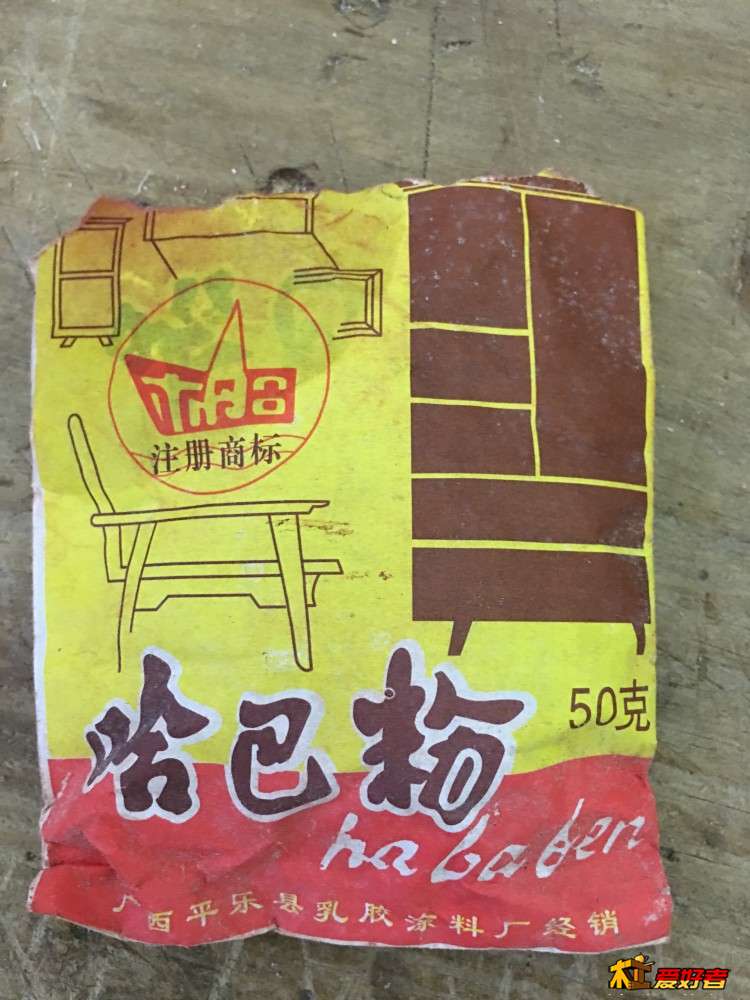 注册商标
50克
哈巴粉
ha ba fen
广西平乐县乳胶涂料厂经销
木工爱好者